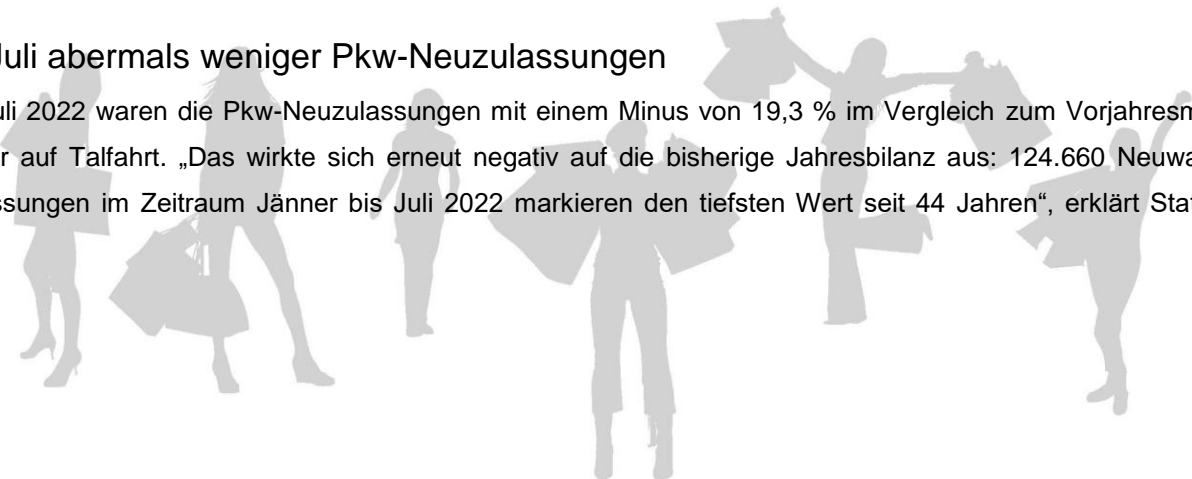 Juli abermals weniger Pkw-Neuzulassungen
uli 2022 waren die Pkw-Neuzulassungen mit einem Minus von 19,3 % im Vergleich zum Vorjahresm
r auf Talfahrt. „Das wirkte sich erneut negativ auf die bisherige Jahresbilanz aus: 124.660 Neuwa
ssungen im Zeitraum Jänner bis Juli 2022 markieren den tiefsten Wert seit 44 Jahren“, erklärt Stat